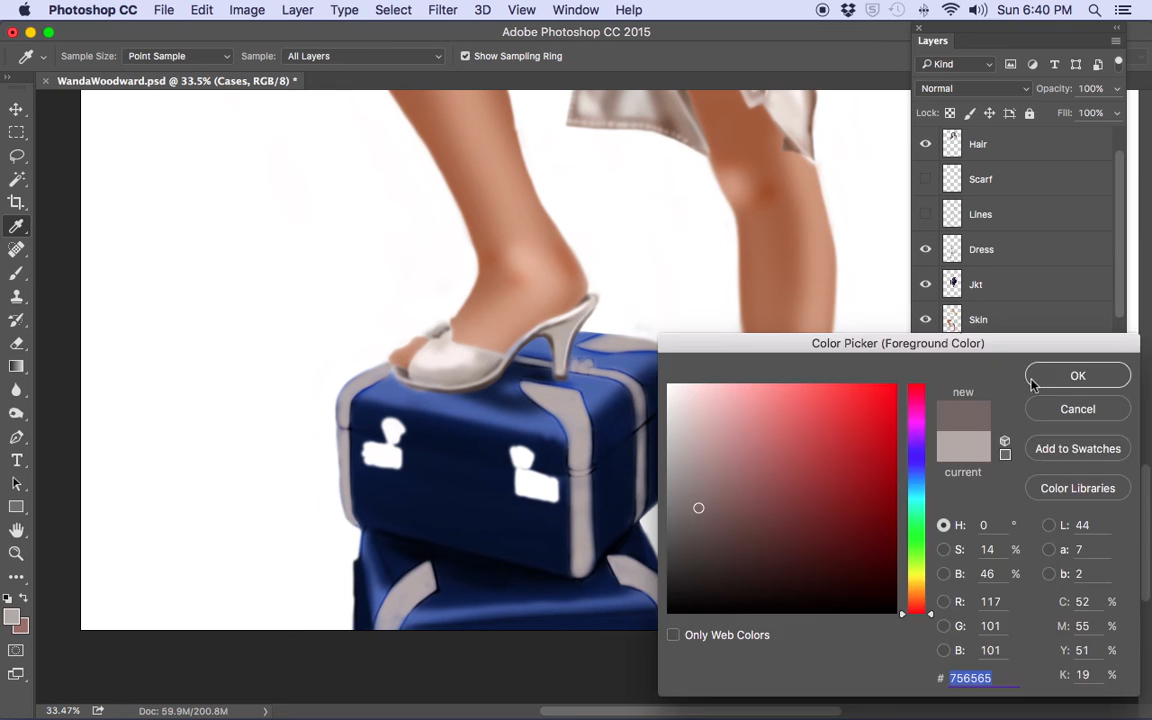 Photoshop CC File Edit Image Layer Type Select Filter 3D View Window Help Sun 6:40 PM
Adobe Photoshop CC 2015
Sample Size: Point Sample Sample: All Layers Show Sampling Ring
WandaWoodward.psd @ 33.5% (Cases, RGB/8) *
Layers
Kind
Normal Opacity: 100%
Lock: Fill: 100%
Hair
Scarf
Lines
Dress
Jkt
Skin
Color Picker (Foreground Color)
new
current
OK
Cancel
Add to Swatches
Color Libraries
H: 0 ° L: 44
S: 14 % a: 7
B: 46 % b: 2
R: 117 C: 52 %
G: 101 M: 55 %
B: 101 Y: 51 %
# 756565 K: 19 %
Only Web Colors
33.47% Doc: 59.9M/200.8M